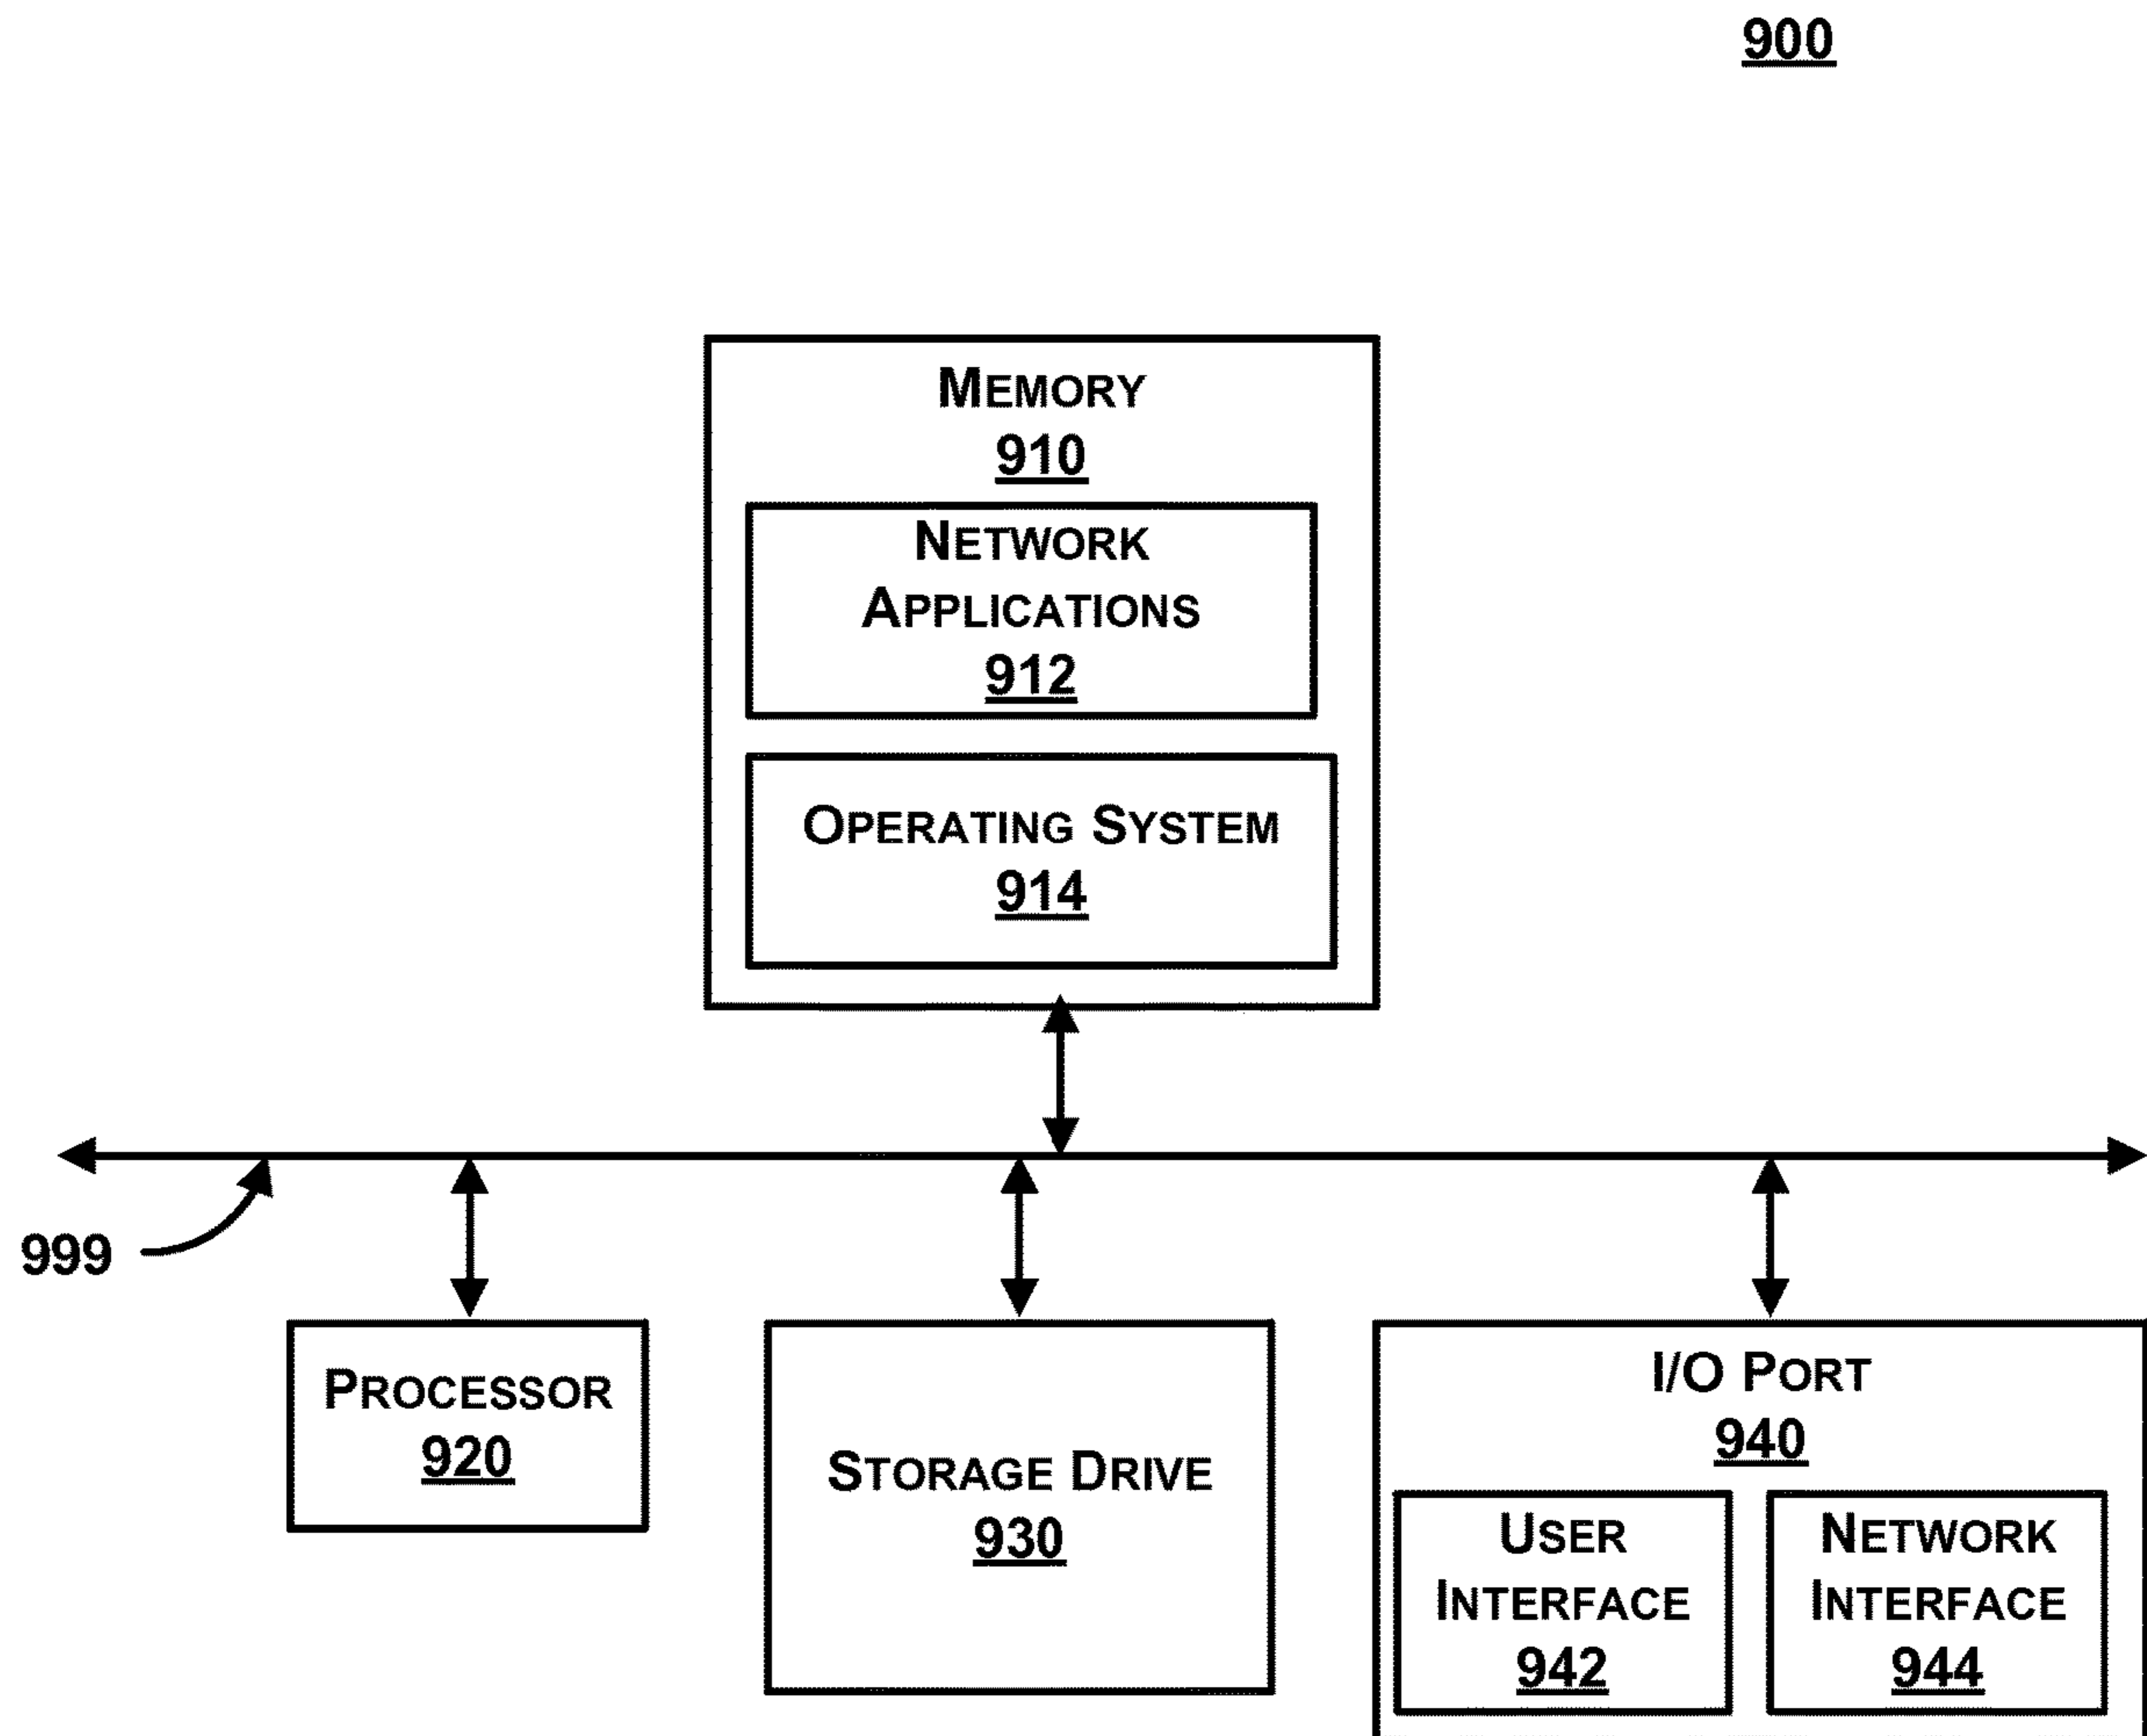 900
MEMORY
910
NETWORK
APPLICATIONS
912
OPERATING SYSTEM
914
999
PROCESSOR
920
STORAGE DRIVE
930
I/O PORT
940
USER
INTERFACE
942
NETWORK
INTERFACE
944